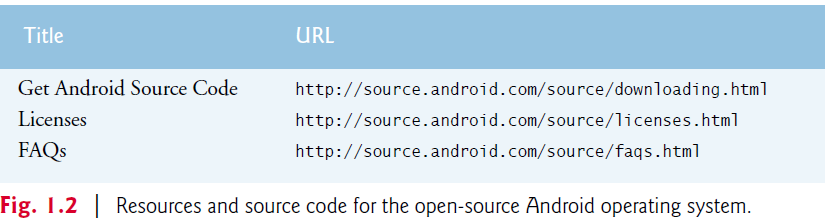 Title URL
Get Android Source Code http://source.android.com/source/downloading.html
Licenses http://source.android.com/source/licenses.html
FAQs http://source.android.com/source/faqs.html
Fig. 1.2 | Resources and source code for the open-source Android operating system.